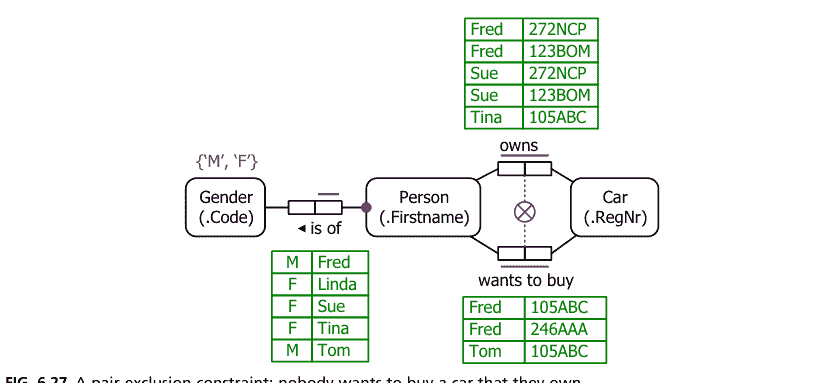 Fred 272NCP
Fred 123BOM
Sue 272NCP
Sue 123BOM
Tina 105ABC
owns
{‘M’, ‘F’}
Gender
(.Code)
Person
(.Firstname)
Car
(.RegNr)
◄ is of
wants to buy
M Fred
F Linda
F Sue
F Tina
M Tom
Fred 105ABC
Fred 246AAA
Tom 105ABC
FIG. 6.27 A pair exclusion constraint: nobody wants to buy a car that they own